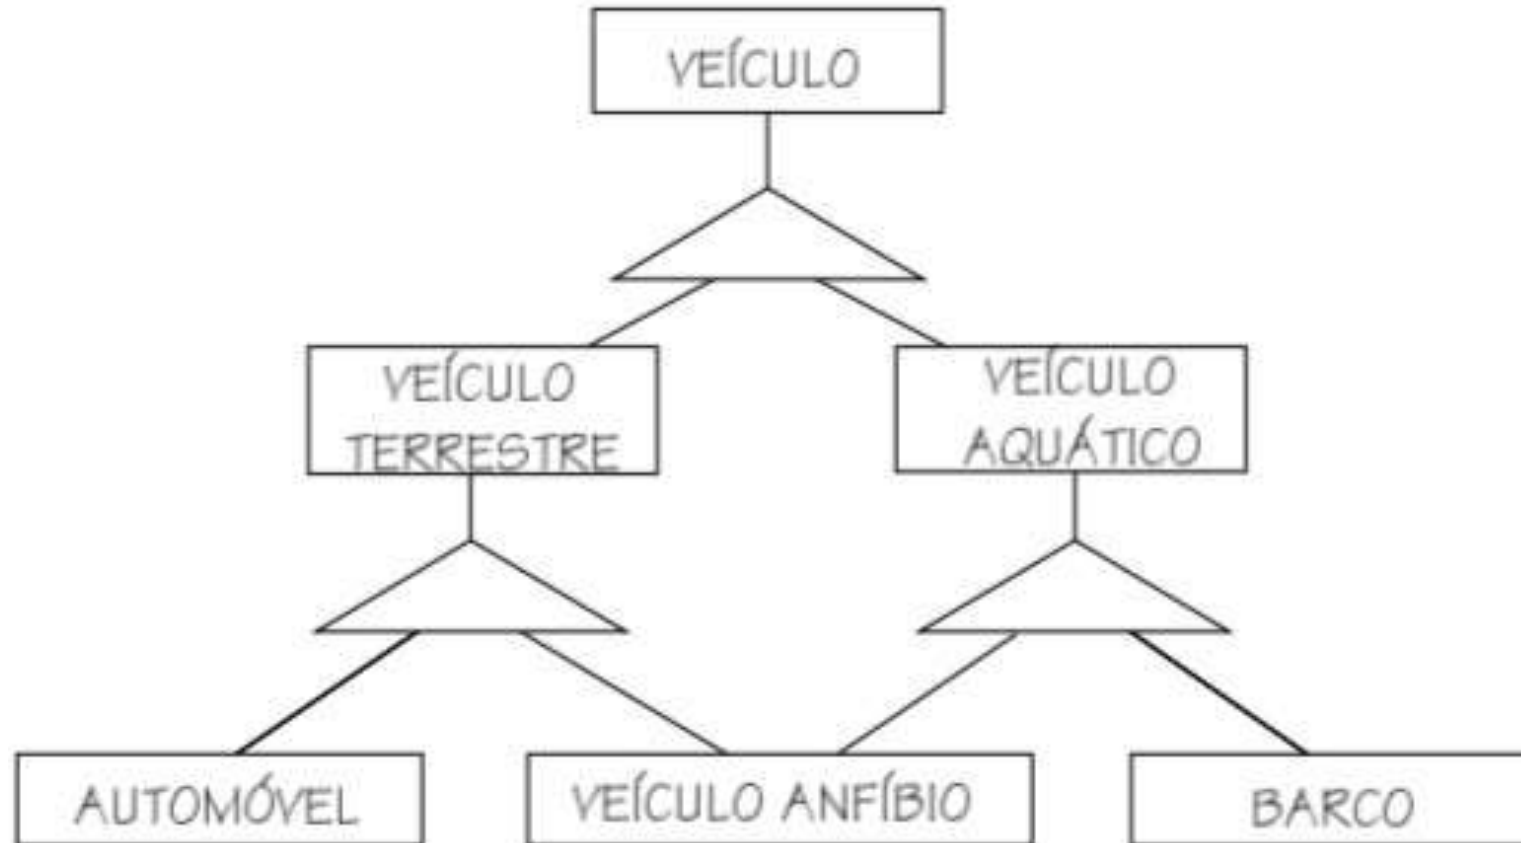 VEÍCULO
VEÍCULO
TERRESTRE
VEÍCULO
AQUÁTICO
AUTOMÓVEL
VEÍCULO ANFÍBIO
BARCO